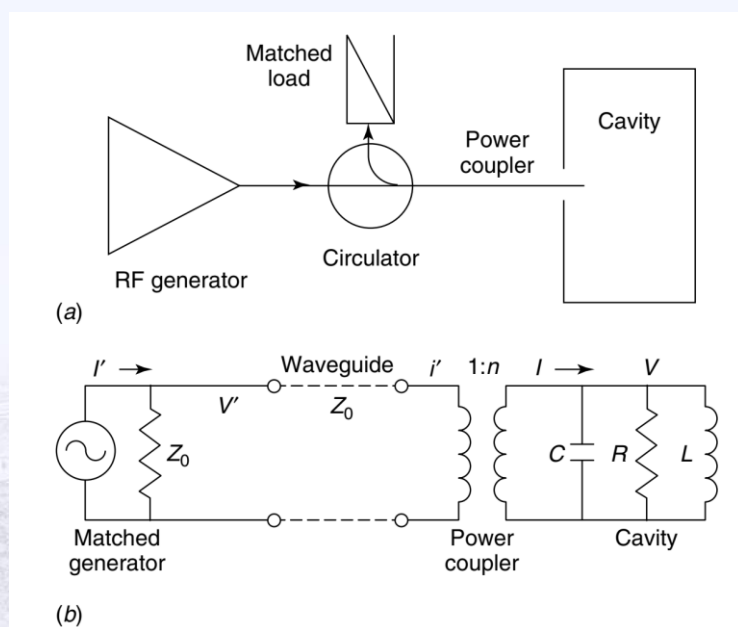 Matched
load
Power
coupler
Cavity
Circulator
RF generator
(a)
I′
Waveguide
i′
1:n
I
V
V′
Z0
Z0
C
R
L
Matched
generator
Power
coupler
Cavity
(b)